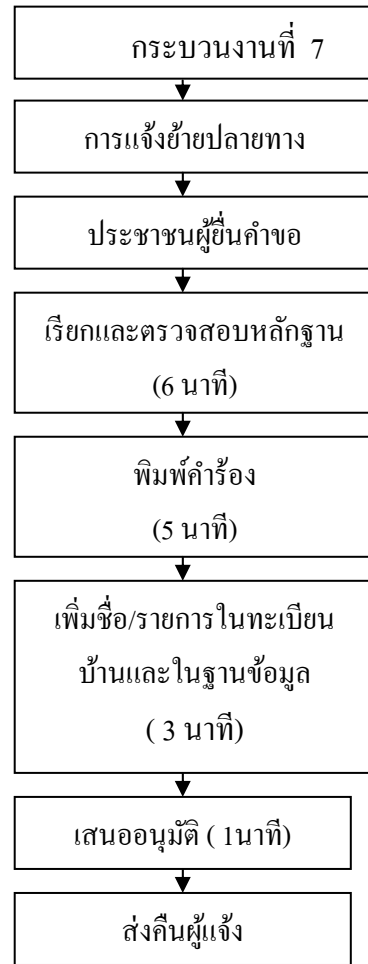 กระบวนงานที่ 7
การแจ้งย้ายปลายทาง
ประชาชนผู้ยื่นคำขอ
เรียกและตรวจสอบหลักฐาน
(6 นาที)
พิมพ์คำร้อง
(5 นาที)
เพิ่มชื่อ/รายการในทะเบียน
บ้านและในฐานข้อมูล
( 3 นาที)
เสนออนุมัติ ( 1นาที)
ส่งคืนผู้แจ้ง